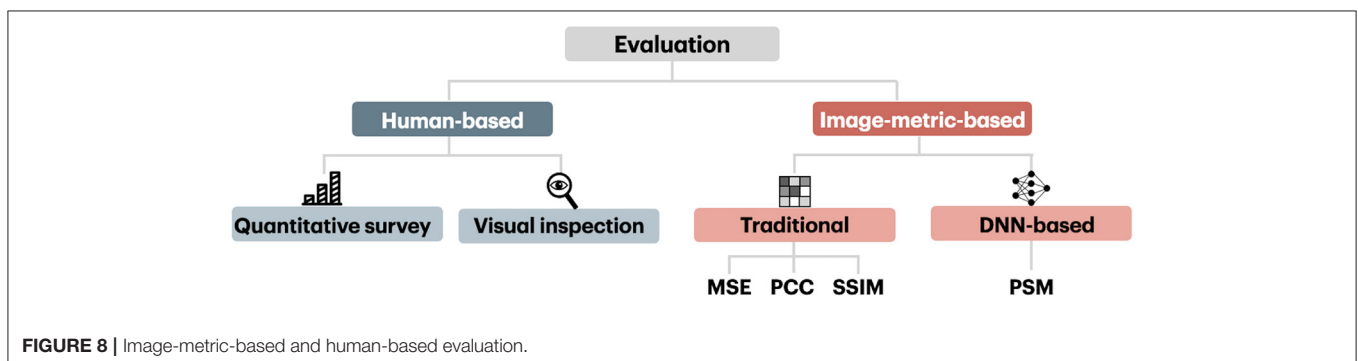 Evaluation
Human-based
Image-metric-based
Quantitative survey
Visual inspection
Traditional
DNN-based
MSE PCC SSIM
PSM
FIGURE 8 | Image-metric-based and human-based evaluation.